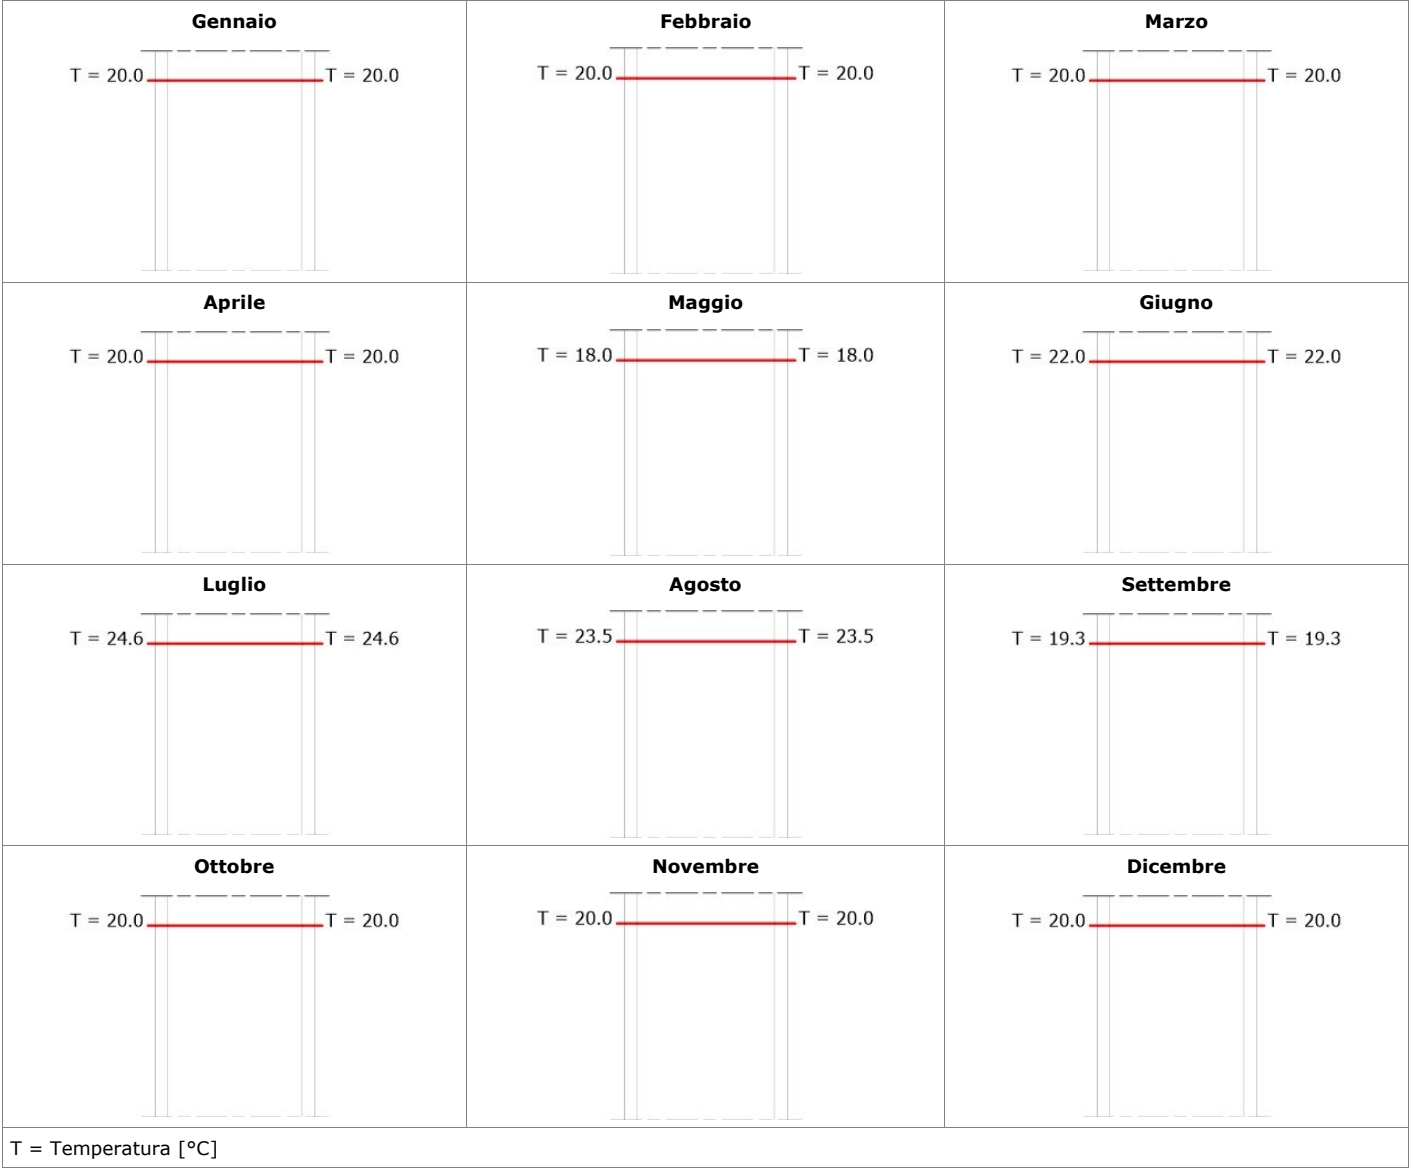 Gennaio
Febbraio
Marzo
T = 20.0 T = 20.0
T = 20.0 T = 20.0
T = 20.0 T = 20.0
Aprile
Maggio
Giugno
T = 20.0 T = 20.0
T = 18.0 T = 18.0
T = 22.0 T = 22.0
Luglio
Agosto
Settembre
T = 24.6 T = 24.6
T = 23.5 T = 23.5
T = 19.3 T = 19.3
Ottobre
Novembre
Dicembre
T = 20.0 T = 20.0
T = 20.0 T = 20.0
T = 20.0 T = 20.0
T = Temperatura [°C]